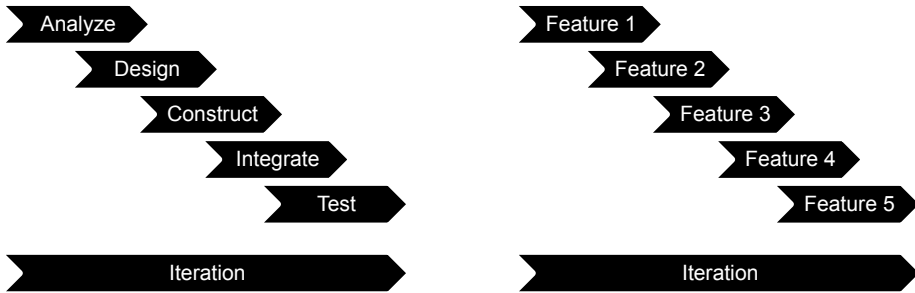 Analyze
Design
Construct
Integrate
Test
Iteration
Feature 1
Feature 2
Feature 3
Feature 4
Feature 5
Iteration